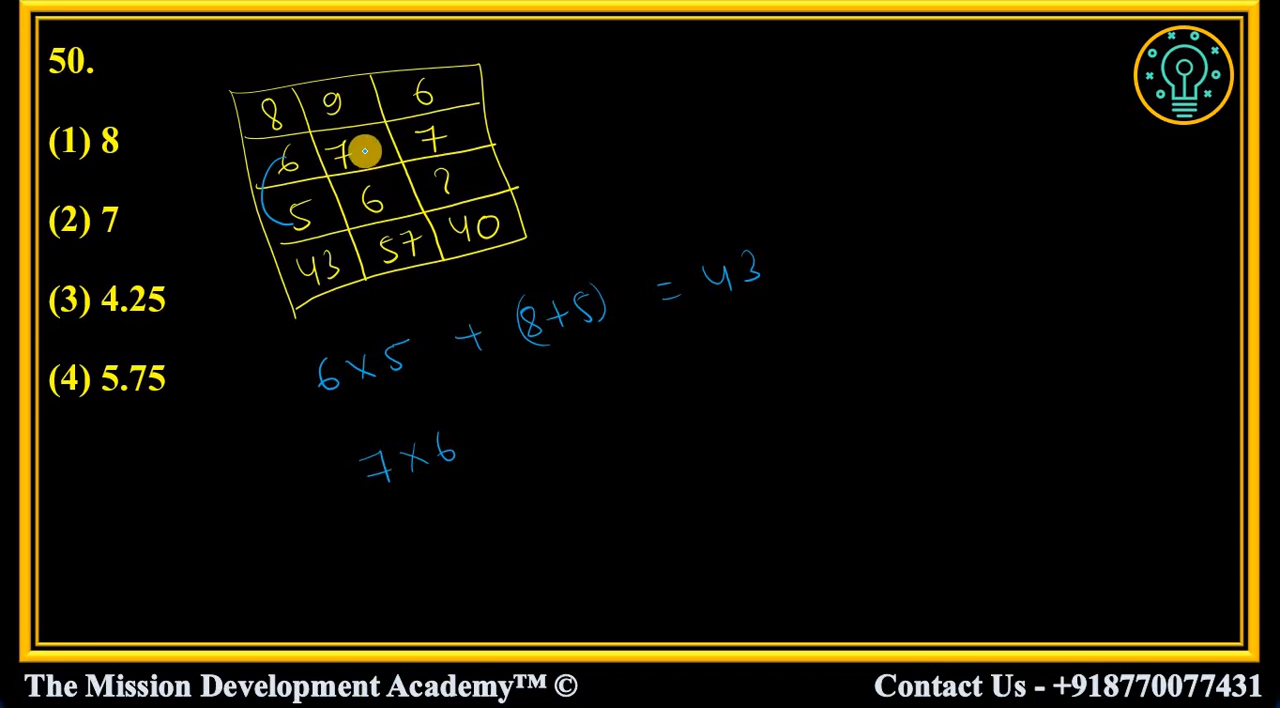 50.
(1) 8
(2) 7
(3) 4.25
(4) 5.75
8 9 6
6 7 7
5 6 ?
43 57 40
6 × 5 + (8+5) = 43
7 × 6
The Mission Development Academy™ ©
Contact Us - +918770077431